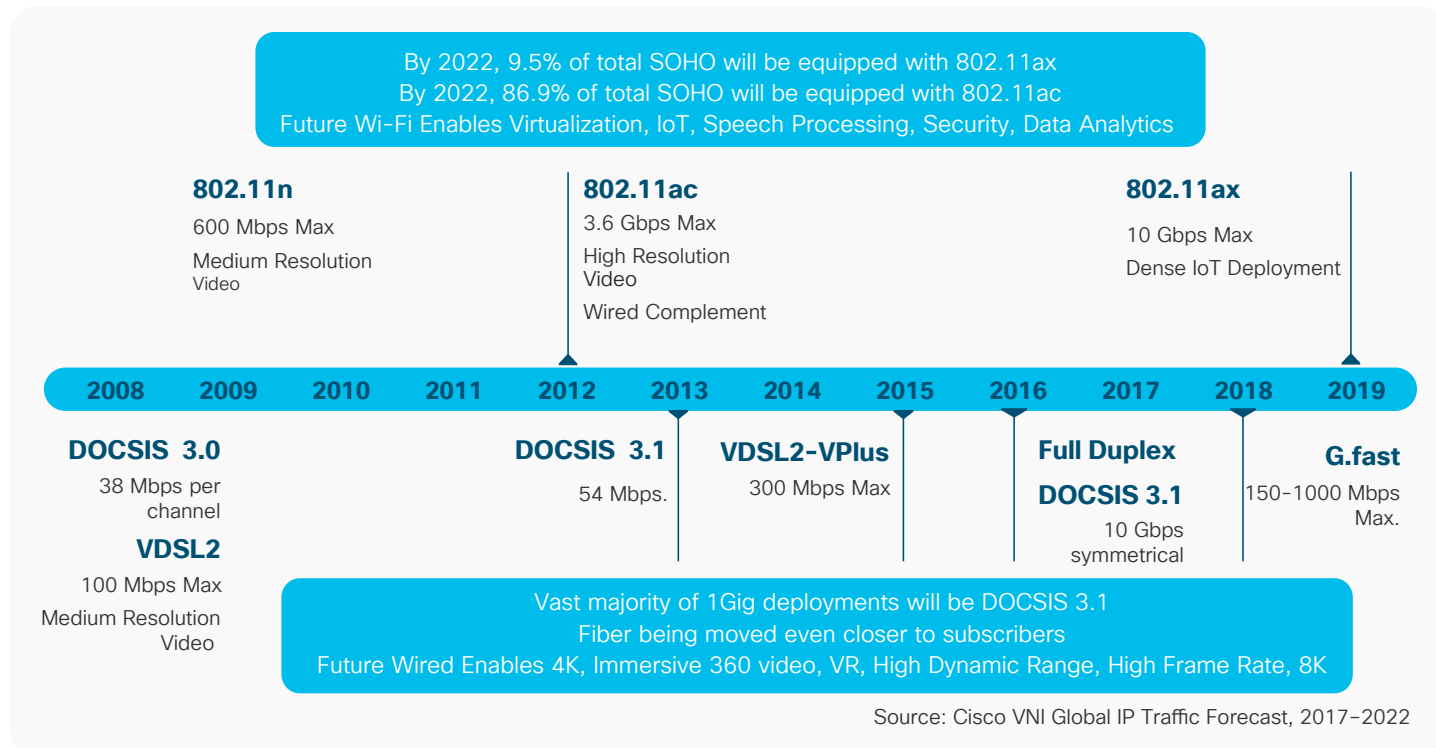 By 2022, 9.5% of total SOHO will be equipped with 802.11ax
By 2022, 86.9% of total SOHO will be equipped with 802.11ac
Future Wi-Fi Enables Virtualization, IoT, Speech Processing, Security, Data Analytics
802.11n
600 Mbps Max
Medium Resolution
Video
802.11ac
3.6 Gbps Max
High Resolution
Video
Wired Complement
802.11ax
10 Gbps Max
Dense IoT Deployment
2008 2009 2010 2011 2012 2013 2014 2015 2016 2017 2018 2019
DOCSIS 3.0
38 Mbps per
channel
VDSL2
100 Mbps Max
Medium Resolution
Video
DOCSIS 3.1
54 Mbps.
VDSL2-VPlus
300 Mbps Max
Full Duplex
DOCSIS 3.1
10 Gbps
symmetrical
G.fast
150-1000 Mbps
Max.
Vast majority of 1Gig deployments will be DOCSIS 3.1
Fiber being moved even closer to subscribers
Future Wired Enables 4K, Immersive 360 video, VR, High Dynamic Range, High Frame Rate, 8K
Source: Cisco VNI Global IP Traffic Forecast, 2017–2022